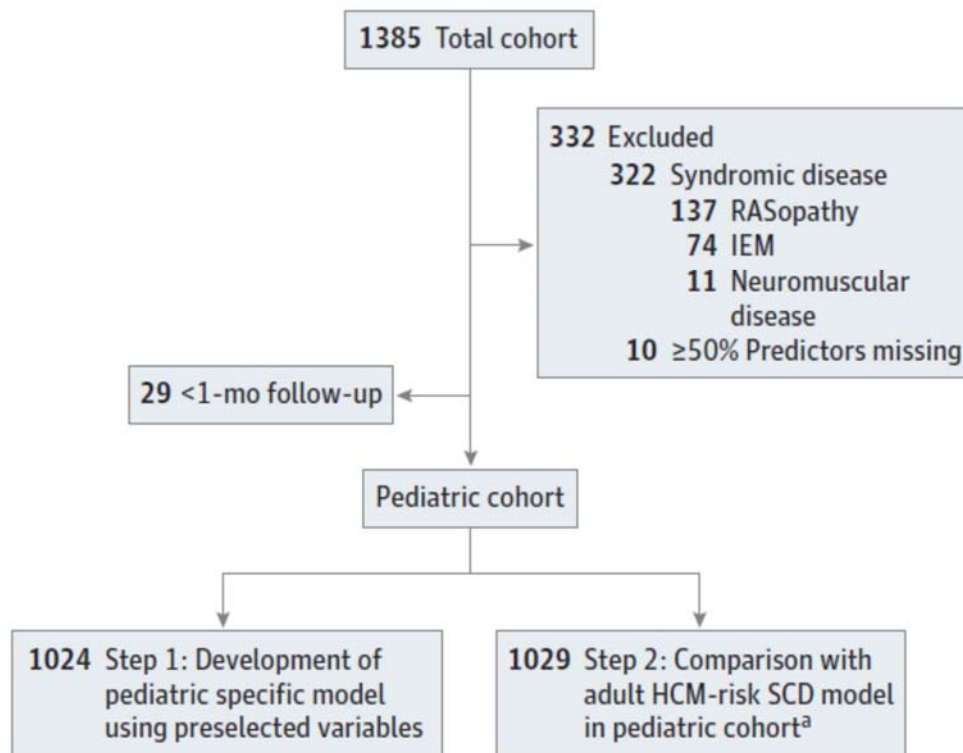 1385 Total cohort
332 Excluded
322 Syndromic disease
137 RASopathy
74 IEM
11 Neuromuscular
disease
10 ≥50% Predictors missing
29 <1-mo follow-up
Pediatric cohort
1024 Step 1: Development of
pediatric specific model
using preselected variables
1029 Step 2: Comparison with
adult HCM-risk SCD model
in pediatric cohortª